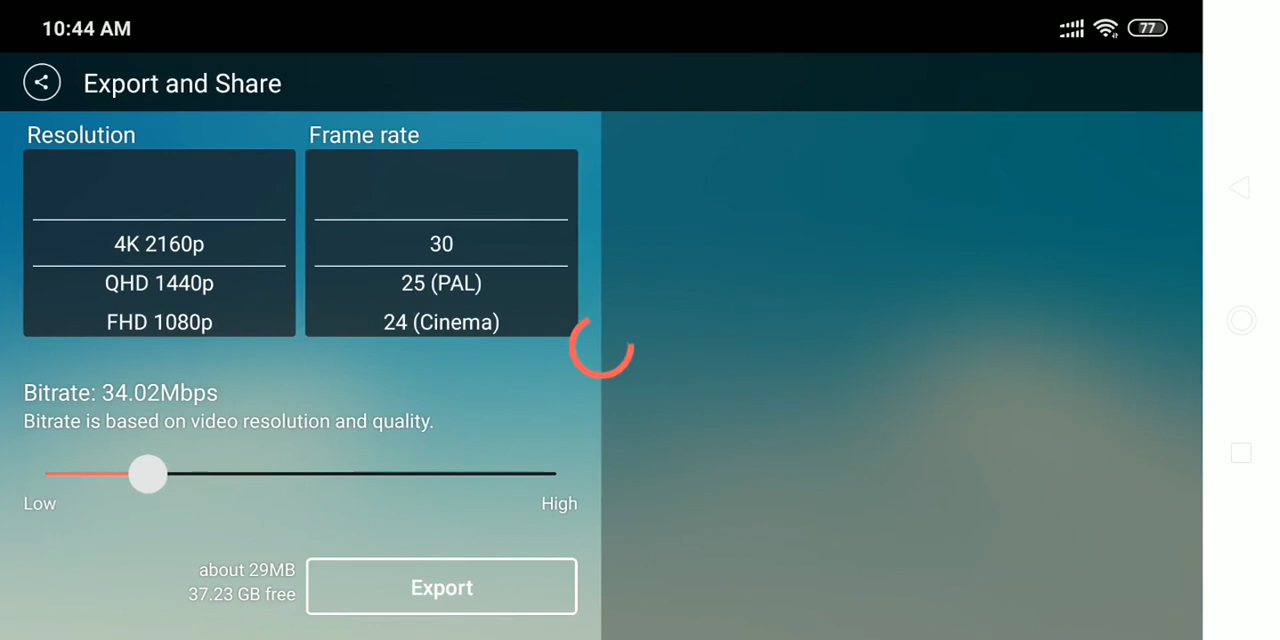 10:44 AM
77
Export and Share
Resolution
Frame rate
4K 2160p
30
QHD 1440p
25 (PAL)
FHD 1080p
24 (Cinema)
Bitrate: 34.02Mbps
Bitrate is based on video resolution and quality.
Low
High
about 29MB
37.23 GB free
Export